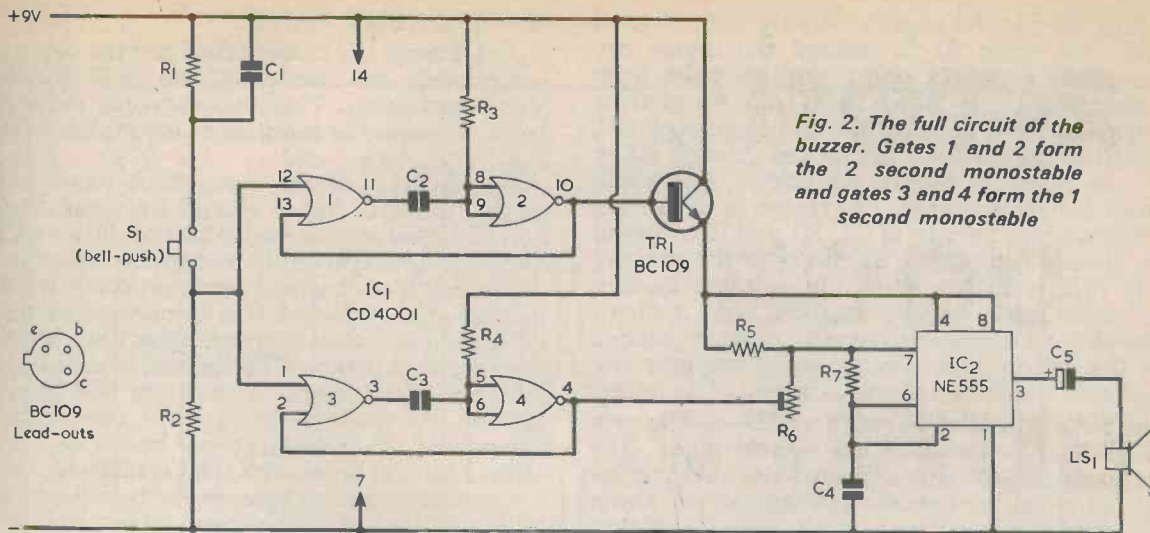 +9V
R1
C1
14
R3
Fig. 2. The full circuit of the
buzzer. Gates 1 and 2 form
the 2 second monostable
and gates 3 and 4 form the 1
second monostable
12
13
1
11
C2
8
9
2
10
TR1
BC109
S1
(bell-push)
IC1
CD4001
R4
4
8
R5
7
IC2
NE555
C5
+
3
R7
6
2
1
e
b
c
BC109
Lead-outs
R2
1
2
3
3
C3
5
6
4
4
R6
C4
LS1
7
−